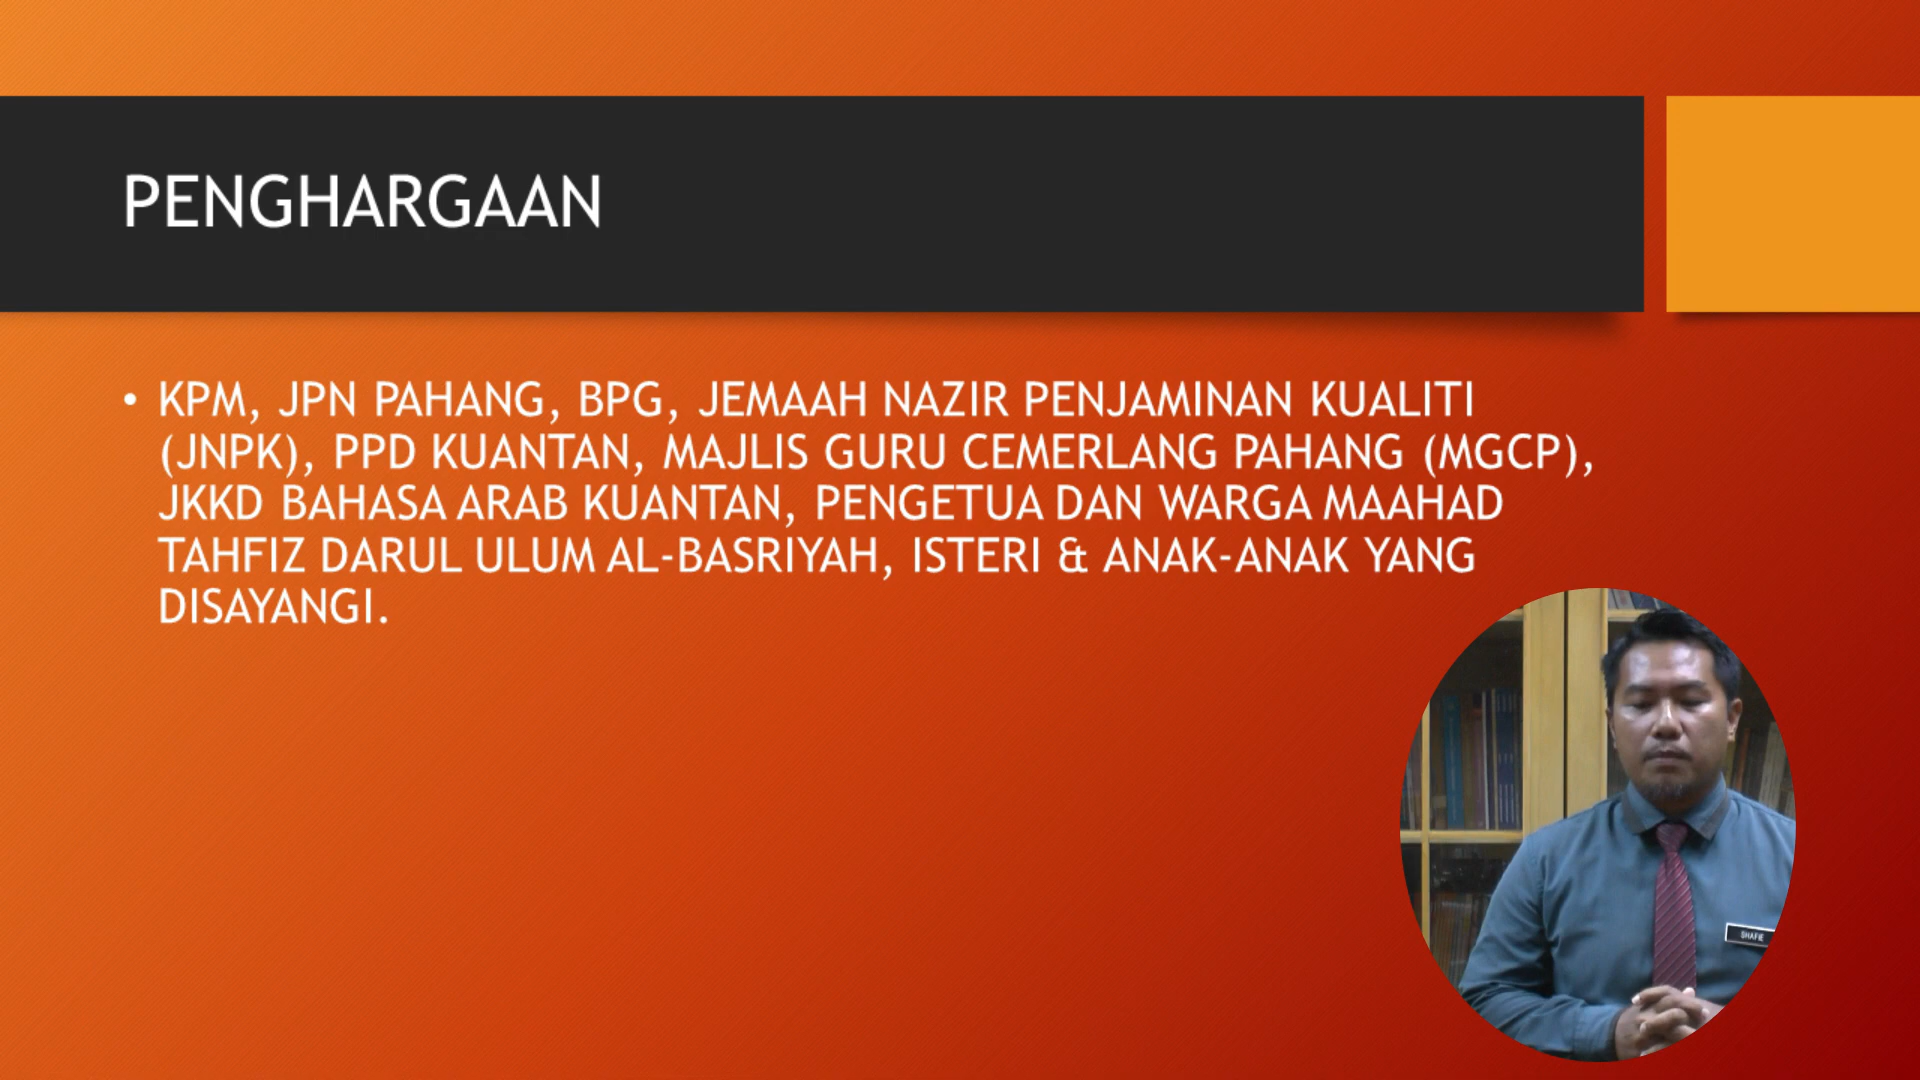 PENGHARGAAN
• KPM, JPN PAHANG, BPG, JEMAAH NAZIR PENJAMINAN KUALITI
(JNPK), PPD KUANTAN, MAJLIS GURU CEMERLANG PAHANG (MGCP),
JKKD BAHASA ARAB KUANTAN, PENGETUA DAN WARGA MAAHAD
TAHFIZ DARUL ULUM AL-BASRIYAH, ISTERI & ANAK-ANAK YANG
DISAYANGI.
SHAFIE